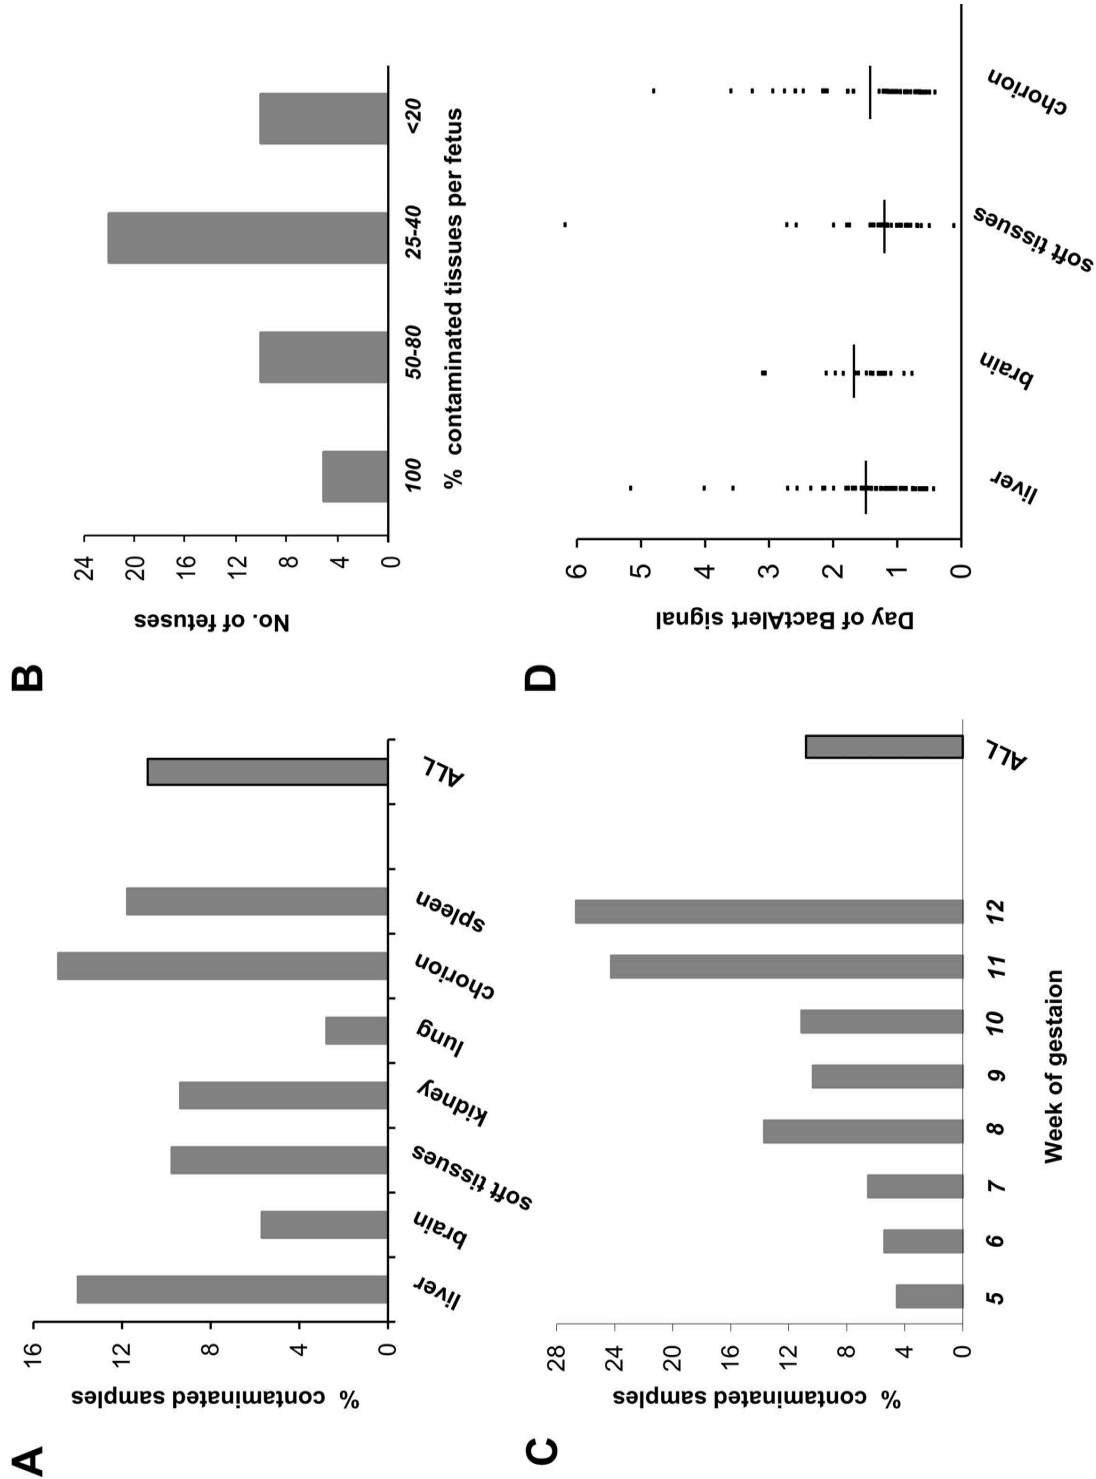 A
% contaminated samples
16
12
8
4
0
liver
brain
soft tissues
kidney
lung
chorion
spleen
ALL
B
No. of fetuses
24
20
16
12
8
4
0
100
50-80
25-40
<20
% contaminated tissues per fetus
C
% contaminated samples
28
24
20
16
12
8
4
0
5
6
7
8
9
10
11
12
ALL
Week of gestaion
D
Day of BactAlert signal
6
5
4
3
2
1
0
liver
brain
soft tissues
chorion